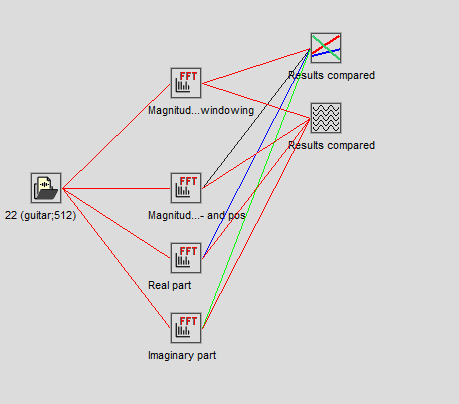 FFT
Results compared
Magnitud...windowing
Results compared
FFT
22 (guitar;512)
Magnitud...- and pos
FFT
Real part
FFT
Imaginary part